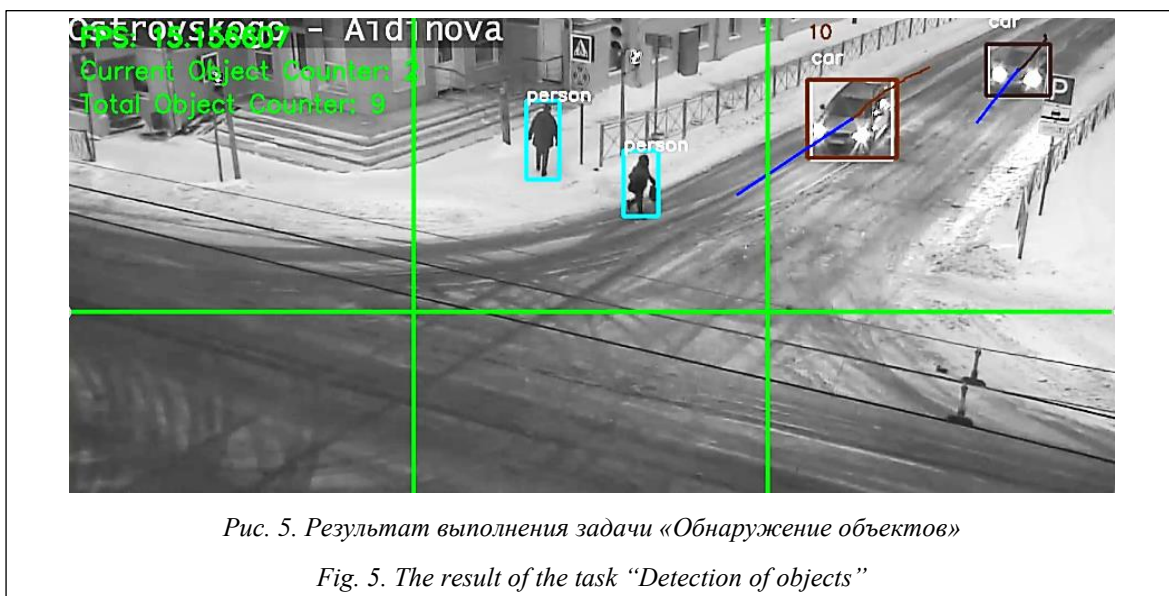 Ostrovskogo - Aidinova
FPS: 15.156607
Current Object Counter: 2
Total Object Counter: 9
person
person
10
car
car
P
Рис. 5. Результат выполнения задачи «Обнаружение объектов»
Fig. 5. The result of the task “Detection of objects”